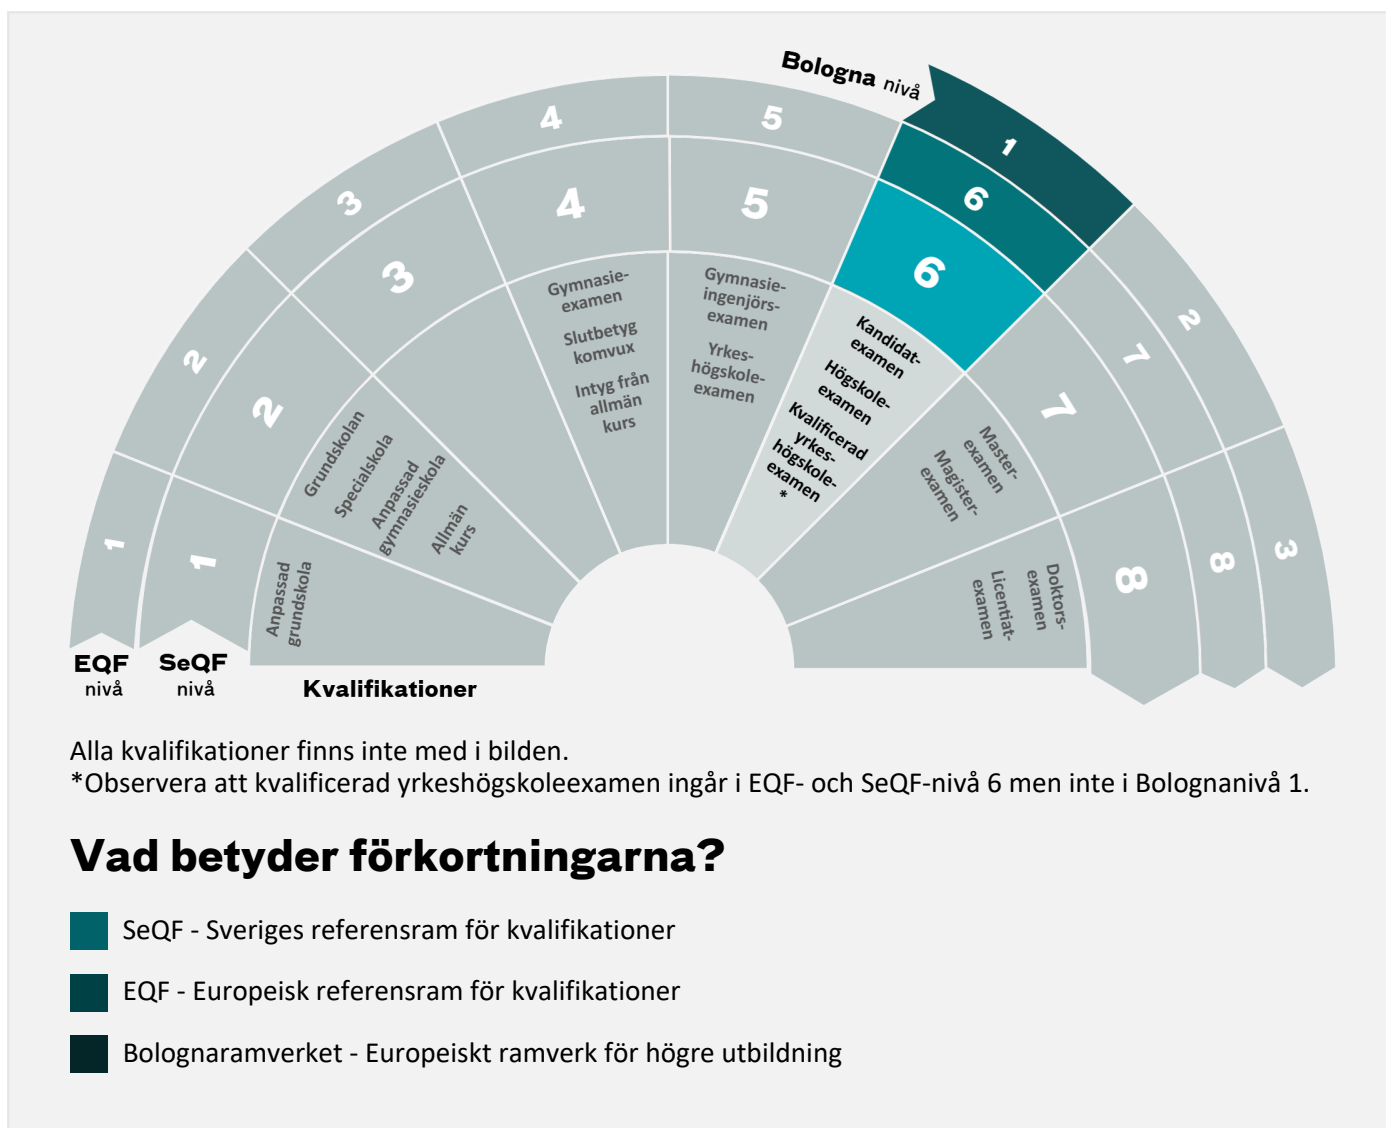 Bologna nivå
1
2
3
1
2
3
4
5
6
7
8
1
2
3
4
5
6
7
8
Anpassad
grundskola
Grundskolan
Specialskola
Anpassad
gymnasieskola
Allmän
kurs
Gymnasie-
examen
Slutbetyg
komvux
Intyg från
allmän
kurs
Gymnasie-
ingenjörs-
examen
Yrkes-
högskole-
examen
Kandidat-
examen
Högskole-
examen
Kvalificerad
yrkes-
högskole-
examen
*
Master-
examen
Magister-
examen
Doktors-
examen
Licentiat-
examen
EQF
nivå
SeQF
nivå
Kvalifikationer
Alla kvalifikationer finns inte med i bilden.
*Observera att kvalificerad yrkeshögskoleexamen ingår i EQF- och SeQF-nivå 6 men inte i Bolognanivå 1.
Vad betyder förkortningarna?
SeQF - Sveriges referensram för kvalifikationer
EQF - Europeisk referensram för kvalifikationer
Bolognaramverket - Europeiskt ramverk för högre utbildning